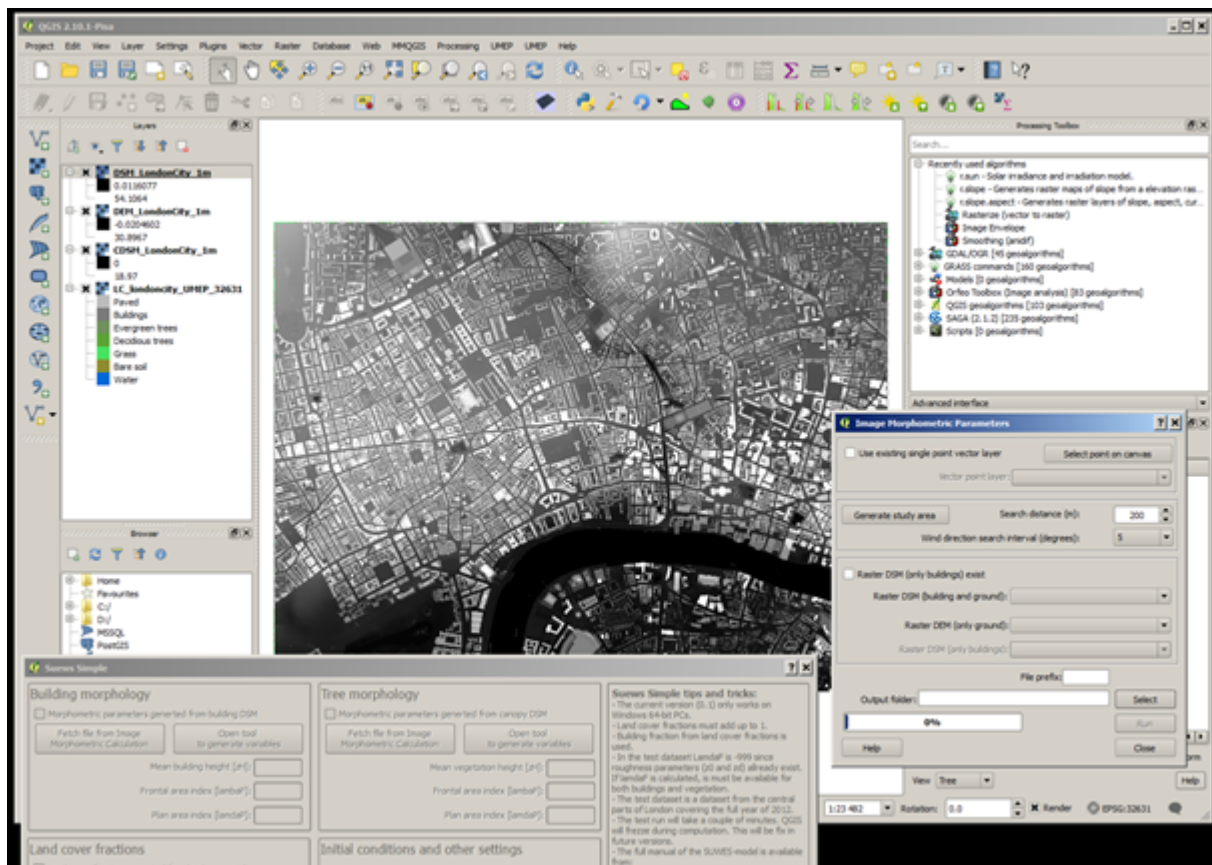 QGIS 2.10.1-Pisa
Project Edit View Layer Settings Plugins Vector Raster Database Web MMQGIS Processing UMEP UMEP Help
Layers
DSM_LondonCity_1m
0.0116077
54.1064
DEM_LondonCity_1m
-0.0204602
30.8967
CDSM_LondonCity_1m
0
18.97
LC_londoncity_UMEP_32631
Paved
Buildings
Evergreen trees
Decidious trees
Grass
Bare soil
Water
Browser
Home
Favourites
C:/
D:/
MSSQL
PostGIS
Processing Toolbox
Search...
Recently used algorithms
r.sun - Solar irradiance and irradiation model.
r.slope - Generates raster maps of slope from a elevation ras...
r.slope.aspect - Generates raster layers of slope, aspect, cur...
Rasterize (vector to raster)
Image Envelope
Smoothing (anidif)
GDAL/OGR [45 geoalgorithms]
GRASS commands [160 geoalgorithms]
Models [0 geoalgorithms]
Orfeo Toolbox (Image analysis) [83 geoalgorithms]
QGIS geoalgorithms [103 geoalgorithms]
SAGA (2.1.2) [235 geoalgorithms]
Scripts [0 geoalgorithms]
Advanced interface
Image Morphometric Parameters
Use existing single point vector layer Select point on canvas
Vector point layer:
Generate study area Search distance (m): 200
Wind direction search interval (degrees): 5
Raster DSM (only buildings) exist
Raster DSM (building and ground):
Raster DEM (only ground):
Raster DSM (only buildings):
File prefix:
Output folder: Select
0% Run
Help Close
View Tree Help
1:23 482 Rotation: 0.0 Render EPSG:32631
Suews Simple
Building morphology
Morphometric parameters generted from building DSM
Fetch file from Image Morphometric Calculation
Open tool to generate variables
Mean building height [zH]:
Frontal area index [lambaF]:
Plan area index [lamdaP]:
Land cover fractions
Tree morphology
Morphometric parameters generted from canopy DSM
Fetch file from Image Morphometric Calculation
Open tool to generate variables
Mean vegetation height [zH]:
Frontal area index [lambaF]:
Plan area index [lamdaP]:
Initial conditions and other settings
Suews Simple tips and tricks:
- The current version (0.1) only works on
Windows 64-bit PCs.
- Land cover fractions must add up to 1.
- Building fraction from land cover fractions is
used.
- In the test dataset LamdaF is -999 since
roughness parameters (z0 and zd) already exist.
If lamdaF is calculated, is must be available for
both buildings and vegetation.
- The test dataset is a dataset from the central
parts of London covering the full year of 2012.
- The test run will take a couple of minutes. QGIS
will freeze during computation. This will be fix in
future versions.
- The full manual of the SUWES-model is available
from: